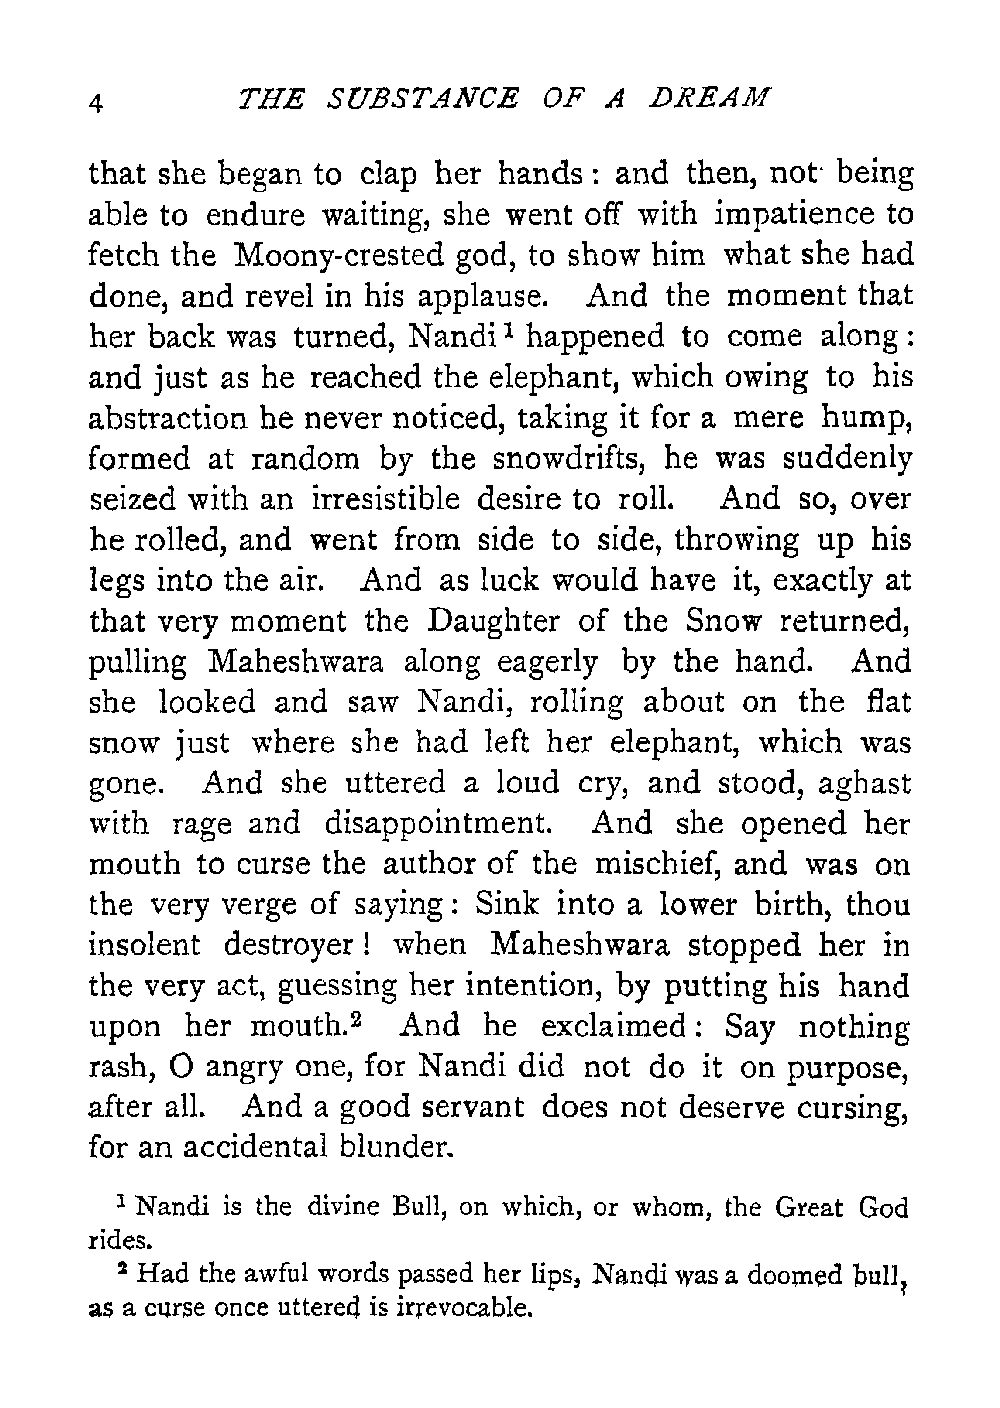 4 THE SUBSTANCE OF A DREAM
that she began to clap her hands : and then, not being
able to endure waiting, she went off with impatience to
fetch the Moony-crested god, to show him what she had
done, and revel in his applause. And the moment that
her back was turned, Nandi ¹ happened to come along :
and just as he reached the elephant, which owing to his
abstraction he never noticed, taking it for a mere hump,
formed at random by the snowdrifts, he was suddenly
seized with an irresistible desire to roll. And so, over
he rolled, and went from side to side, throwing up his
legs into the air. And as luck would have it, exactly at
that very moment the Daughter of the Snow returned,
pulling Maheshwara along eagerly by the hand. And
she looked and saw Nandi, rolling about on the flat
snow just where she had left her elephant, which was
gone. And she uttered a loud cry, and stood, aghast
with rage and disappointment. And she opened her
mouth to curse the author of the mischief, and was on
the very verge of saying : Sink into a lower birth, thou
insolent destroyer ! when Maheshwara stopped her in
the very act, guessing her intention, by putting his hand
upon her mouth.² And he exclaimed : Say nothing
rash, O angry one, for Nandi did not do it on purpose,
after all. And a good servant does not deserve cursing,
for an accidental blunder.
¹ Nandi is the divine Bull, on which, or whom, the Great God
rides.
² Had the awful words passed her lips, Nandi was a doomed bull,
as a curse once uttered is irrevocable.